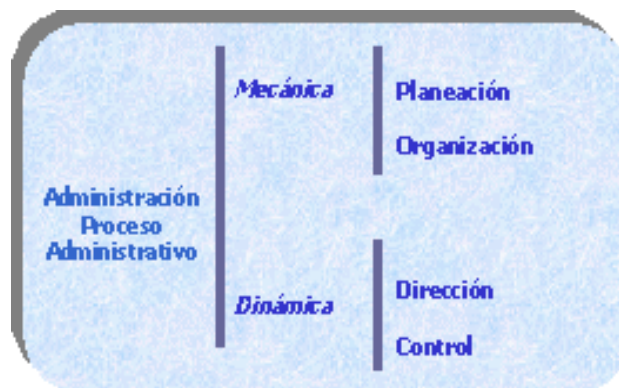 Administración
Proceso
Administrativo
Mecánica
Planeación
Organización
Dinámica
Dirección
Control